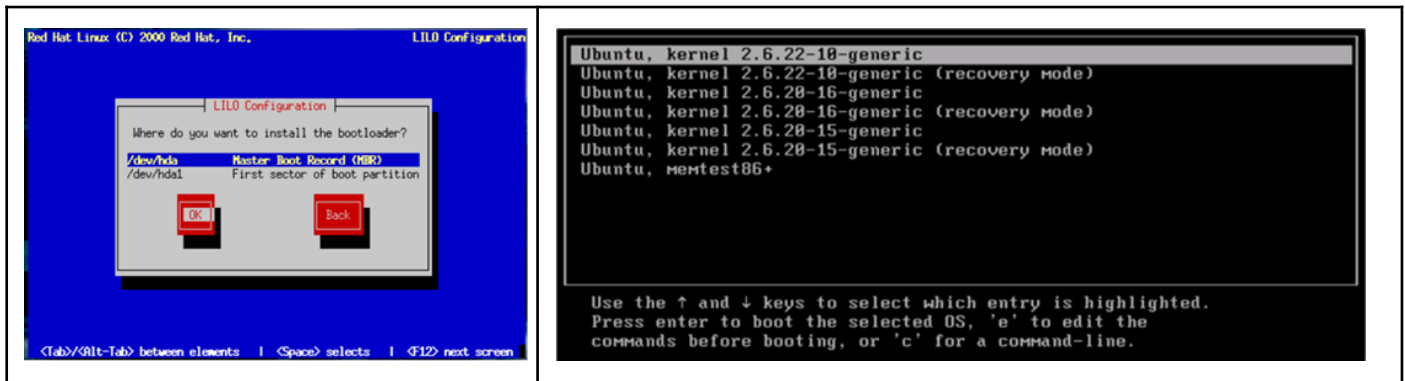 Red Hat Linux (C) 2000 Red Hat, Inc. LILO Configuration
LILO Configuration
Where do you want to install the bootloader?
/dev/hda Master Boot Record (MBR)
/dev/hda1 First sector of boot partition
OK Back
<Tab>/<Alt-Tab> between elements | <Space> selects | <F12> next screen
Ubuntu, kernel 2.6.22-10-generic
Ubuntu, kernel 2.6.22-10-generic (recovery mode)
Ubuntu, kernel 2.6.20-16-generic
Ubuntu, kernel 2.6.20-16-generic (recovery mode)
Ubuntu, kernel 2.6.20-15-generic
Ubuntu, kernel 2.6.20-15-generic (recovery mode)
Ubuntu, memtest86+
Use the ↑ and ↓ keys to select which entry is highlighted.
Press enter to boot the selected OS, 'e' to edit the
commands before booting, or 'c' for a command-line.